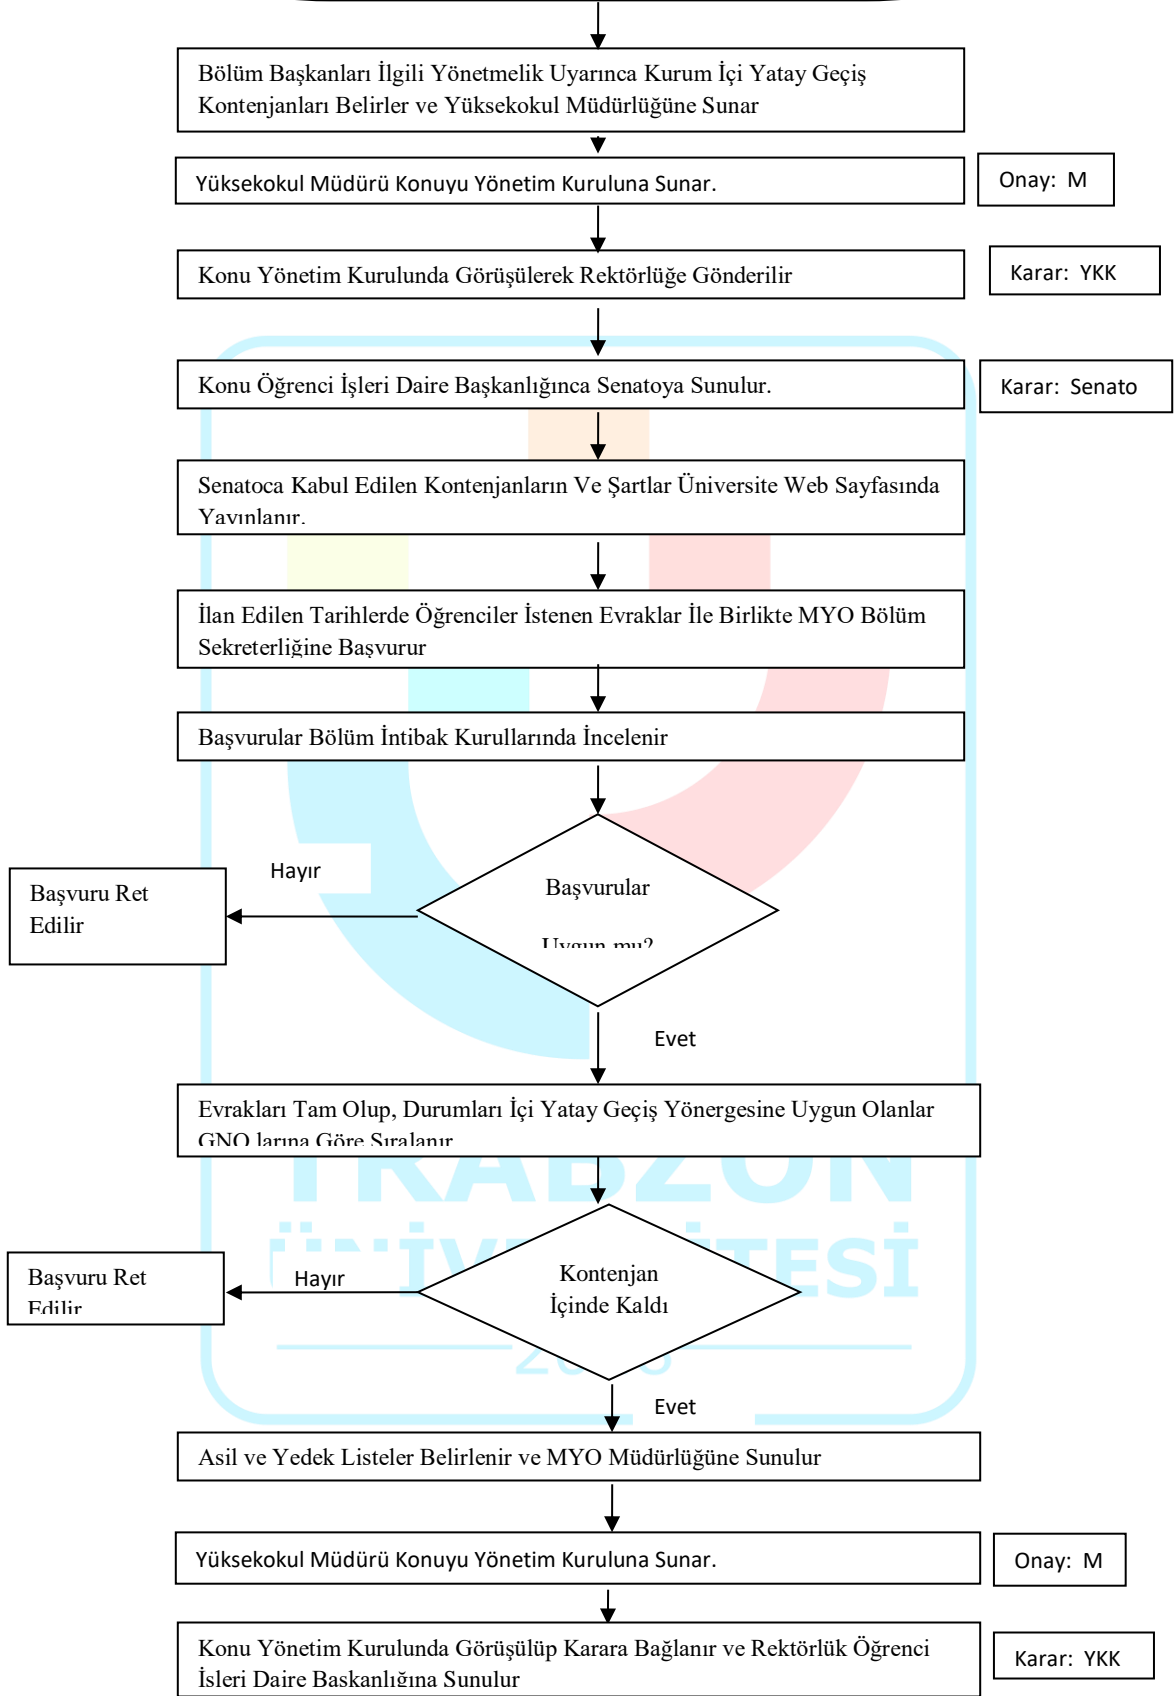 Bölüm Başkanları İlgili Yönetmelik Uyarınca Kurum İçi Yatay Geçiş
Kontenjanları Belirler ve Yüksekokul Müdürlüğüne Sunar
Yüksekokul Müdürü Konuyu Yönetim Kuruluna Sunar.
Onay: M
Konu Yönetim Kurulunda Görüşülerek Rektörlüğe Gönderilir
Karar: YKK
Konu Öğrenci İşleri Daire Başkanlığınca Senatoya Sunulur.
Karar: Senato
Senatoca Kabul Edilen Kontenjanların Ve Şartlar Üniversite Web Sayfasında
Yayınlanır.
İlan Edilen Tarihlerde Öğrenciler İstenen Evraklar İle Birlikte MYO Bölüm
Sekreterliğine Başvurur
Başvurular Bölüm İntibak Kurullarında İncelenir
Hayır
Başvuru Ret
Edilir
Başvurular
Uygun mu?
Evet
Evrakları Tam Olup, Durumları İçi Yatay Geçiş Yönergesine Uygun Olanlar
GNO larına Göre Sıralanır
TRABZON
Başvuru Ret
Edilir
Hayır
Kontenjan
İçinde Kaldı
Evet
Asil ve Yedek Listeler Belirlenir ve MYO Müdürlüğüne Sunulur
Yüksekokul Müdürü Konuyu Yönetim Kuruluna Sunar.
Onay: M
Konu Yönetim Kurulunda Görüşülüp Karara Bağlanır ve Rektörlük Öğrenci
İşleri Daire Başkanlığına Sunulur
Karar: YKK